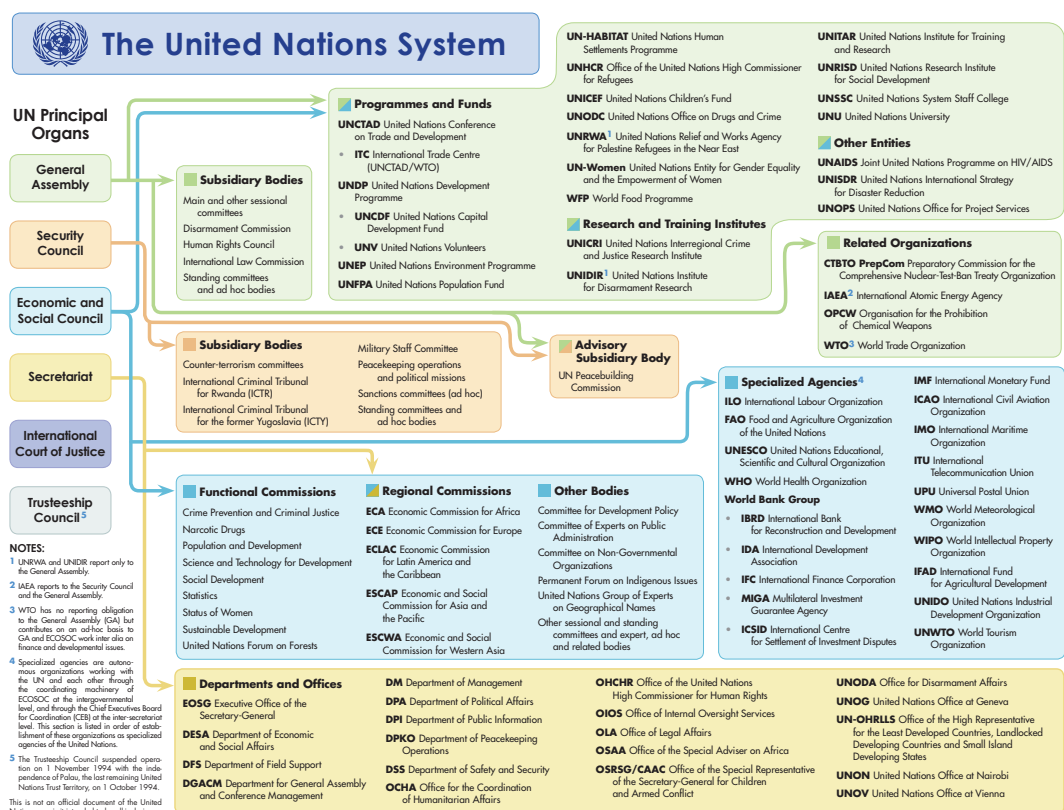 The United Nations System
UN Principal
Organs
General
Assembly
Security
Council
Economic and
Social Council
Secretariat
International
Court of Justice
Trusteeship
Council5
NOTES:
1 UNRWA and UNIDIR report only to
the General Assembly.
2 IAEA reports to the Security Council
and the General Assembly.
3 WTO has no reporting obligation
to the General Assembly (GA) but
contributes on an ad-hoc basis to
GA and ECOSOC work inter alia on
finance and developmental issues.
4 Specialized agencies are autono-
mous organizations working with
the UN and each other through
the coordinating machinery of
ECOSOC at the intergovernmental
level, and through the Chief Executives Board
for Coordination (CEB) at the inter-secretariat
level. This section is listed in order of estab-
lishment of these organizations as specialized
agencies of the United Nations.
5 The Trusteeship Council suspended opera-
tion on 1 November 1994 with the inde-
pendence of Palau, the last remaining United
Nations Trust Territory, on 1 October 1994.
This is not an official document of the United
Subsidiary Bodies
Main and other sessional
committees
Disarmament Commission
Human Rights Council
International Law Commission
Standing committees
and ad hoc bodies
Programmes and Funds
UNCTAD United Nations Conference
on Trade and Development
• ITC International Trade Centre
(UNCTAD/WTO)
UNDP United Nations Development
Programme
• UNCDF United Nations Capital
Development Fund
• UNV United Nations Volunteers
UNEP United Nations Environment Programme
UNFPA United Nations Population Fund
UN-HABITAT United Nations Human
Settlements Programme
UNHCR Office of the United Nations High Commissioner
for Refugees
UNICEF United Nations Children's Fund
UNODC United Nations Office on Drugs and Crime
UNRWA1 United Nations Relief and Works Agency
for Palestine Refugees in the Near East
UN-Women United Nations Entity for Gender Equality
and the Empowerment of Women
WFP World Food Programme
Research and Training Institutes
UNICRI United Nations Interregional Crime
and Justice Research Institute
UNIDIR1 United Nations Institute
for Disarmament Research
UNITAR United Nations Institute for Training
and Research
UNRISD United Nations Research Institute
for Social Development
UNSSC United Nations System Staff College
UNU United Nations University
Other Entities
UNAIDS Joint United Nations Programme on HIV/AIDS
UNISDR United Nations International Strategy
for Disaster Reduction
UNOPS United Nations Office for Project Services
Related Organizations
CTBTO PrepCom Preparatory Commission for the
Comprehensive Nuclear-Test-Ban Treaty Organization
IAEA2 International Atomic Energy Agency
OPCW Organisation for the Prohibition
of Chemical Weapons
WTO3 World Trade Organization
Subsidiary Bodies
Counter-terrorism committees
International Criminal Tribunal
for Rwanda (ICTR)
International Criminal Tribunal
for the former Yugoslavia (ICTY)
Military Staff Committee
Peacekeeping operations
and political missions
Sanctions committees (ad hoc)
Standing committees and
ad hoc bodies
Advisory
Subsidiary Body
UN Peacebuilding
Commission
Functional Commissions
Crime Prevention and Criminal Justice
Narcotic Drugs
Population and Development
Science and Technology for Development
Social Development
Statistics
Status of Women
Sustainable Development
United Nations Forum on Forests
Regional Commissions
ECA Economic Commission for Africa
ECE Economic Commission for Europe
ECLAC Economic Commission
for Latin America and
the Caribbean
ESCAP Economic and Social
Commission for Asia and
the Pacific
ESCWA Economic and Social
Commission for Western Asia
Other Bodies
Committee for Development Policy
Committee of Experts on Public
Administration
Committee on Non-Governmental
Organizations
Permanent Forum on Indigenous Issues
United Nations Group of Experts
on Geographical Names
Other sessional and standing
committees and expert, ad hoc
and related bodies
Specialized Agencies4
ILO International Labour Organization
FAO Food and Agriculture Organization
of the United Nations
UNESCO United Nations Educational,
Scientific and Cultural Organization
WHO World Health Organization
World Bank Group
• IBRD International Bank
for Reconstruction and Development
• IDA International Development
Association
• IFC International Finance Corporation
• MIGA Multilateral Investment
Guarantee Agency
• ICSID International Centre
for Settlement of Investment Disputes
IMF International Monetary Fund
ICAO International Civil Aviation
Organization
IMO International Maritime
Organization
ITU International
Telecommunication Union
UPU Universal Postal Union
WMO World Meteorological
Organization
WIPO World Intellectual Property
Organization
IFAD International Fund
for Agricultural Development
UNIDO United Nations Industrial
Development Organization
UNWTO World Tourism
Organization
Departments and Offices
EOSG Executive Office of the
Secretary-General
DESA Department of Economic
and Social Affairs
DFS Department of Field Support
DGACM Department for General Assembly
and Conference Management
DM Department of Management
DPA Department of Political Affairs
DPI Department of Public Information
DPKO Department of Peacekeeping
Operations
DSS Department of Safety and Security
OCHA Office for the Coordination
of Humanitarian Affairs
OHCHR Office of the United Nations
High Commissioner for Human Rights
OIOS Office of Internal Oversight Services
OLA Office of Legal Affairs
OSAA Office of the Special Adviser on Africa
OSRSG/CAAC Office of the Special Representative
of the Secretary-General for Children
and Armed Conflict
UNODA Office for Disarmament Affairs
UNOG United Nations Office at Geneva
UN-OHRLLS Office of the High Representative
for the Least Developed Countries, Landlocked
Developing Countries and Small Island
Developing States
UNON United Nations Office at Nairobi
UNOV United Nations Office at Vienna